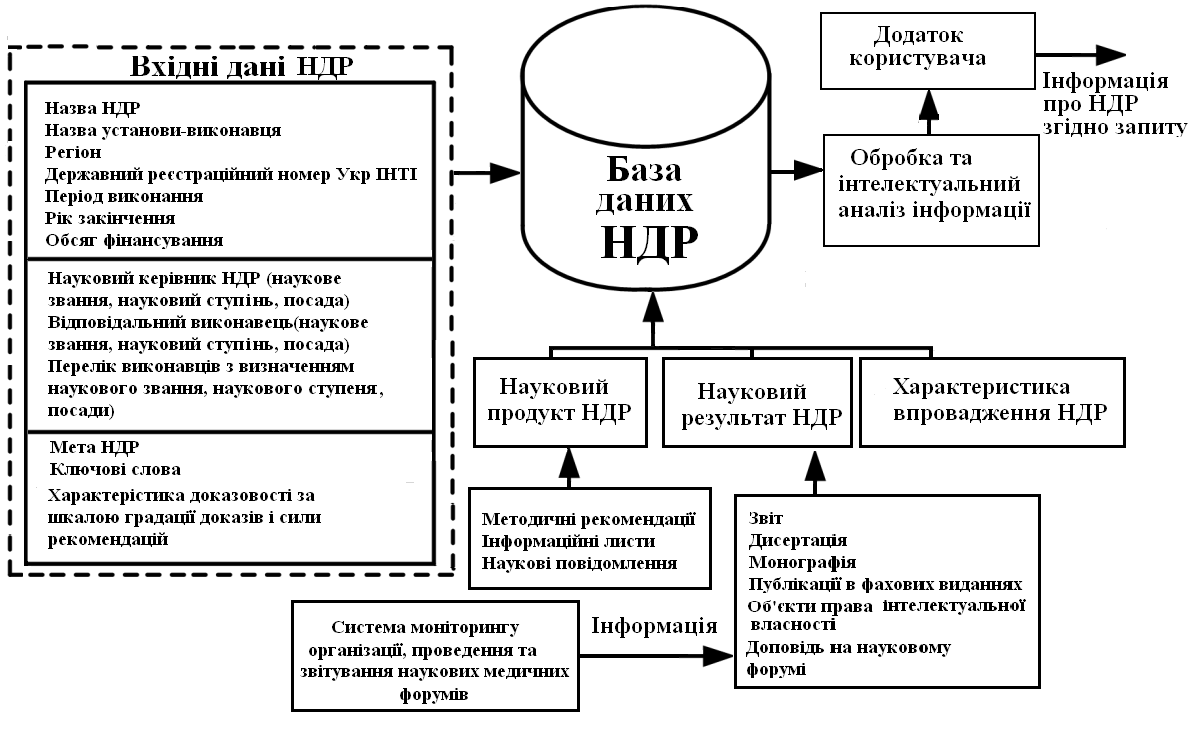 Вхідні дані НДР
Назва НДР
Назва установи-виконавця
Регіон
Державний реєстраційний номер Укр ІНТІ
Період виконання
Рік закінчення
Обсяг фінансування
Науковий керівник НДР (наукове
звання, науковий ступінь, посада)
Відповідальний виконавець(наукове
звання, науковий ступінь, посада)
Перелік виконавців з визначенням
наукового звання, наукового ступеня,
посади)
Мета НДР
Ключові слова
Характерістика доказовості за
шкалою градації доказів і сили
рекомендацій
База
даних
НДР
Додаток
користувача
Інформація
про НДР
згідно запиту
Обробка та
інтелектуальний
аналіз інформації
Науковий
продукт НДР
Науковий
результат НДР
Характеристика
впровадження НДР
Методичні рекомендації
Інформаційні листи
Наукові повідомлення
Звіт
Дисертація
Монографія
Публікації в фахових виданнях
Об'єкти права інтелектуальної
власності
Доповідь на науковому
форумі
Система моніторингу
організації, проведення та
звітування наукових медичних
форумів
Інформація